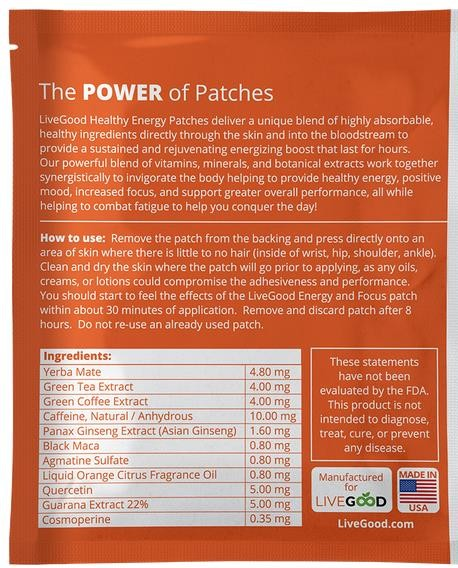 The POWER of Patches
LiveGood Healthy Energy Patches deliver a unique blend of highly absorbable,
healthy ingredients directly through the skin and into the bloodstream to
provide a sustained and rejuvenating energizing boost that last for hours.
Our powerful blend of vitamins, minerals, and botanical extracts work together
synergistically to invigorate the body helping to provide healthy energy, positive
mood, increased focus, and support greater overall performance, all while
helping to combat fatigue to help you conquer the day!
How to use: Remove the patch from the backing and press directly onto an
area of skin where there is little to no hair (inside of wrist, hip, shoulder, ankle).
Clean and dry the skin where the patch will go prior to applying, as any oils,
creams, or lotions could compromise the adhesiveness and performance.
You should start to feel the effects of the LiveGood Energy and Focus patch
within about 30 minutes of application. Remove and discard patch after 8
hours. Do not re-use an already used patch.
Ingredients:
Yerba Mate 4.80 mg
Green Tea Extract 4.00 mg
Green Coffee Extract 4.00 mg
Caffeine, Natural / Anhydrous 10.00 mg
Panax Ginseng Extract (Asian Ginseng) 1.60 mg
Black Maca 0.80 mg
Agmatine Sulfate 0.80 mg
Liquid Orange Citrus Fragrance Oil 0.80 mg
Quercetin 5.00 mg
Guarana Extract 22% 5.00 mg
Cosmoperine 0.35 mg
These statements
have not been
evaluated by the FDA.
This product is not
intended to diagnose,
treat, cure, or prevent
any disease.
Manufactured
for
LIVEGOOD
MADE IN
USA
LiveGood.com